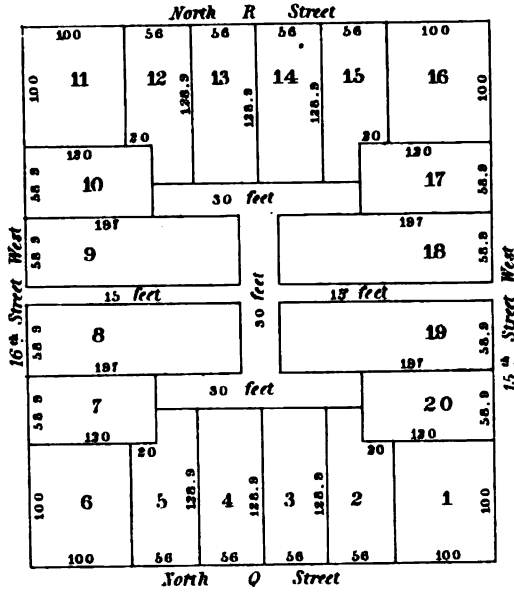 North R Street
100 56 56 56 56 100
100 11 12 128.9 13 128.9 14 128.9 15 16 100
20 20
120 120
58.9 10 17 58.9
30 feet
197 197
58.9 9 18 58.9
16th Street West
15 feet 30 feet 15 feet
15th Street West
58.9 8 19 58.9
197 197
58.9 7 30 feet 20 58.9
120 120
20 20
100 6 5 128.9 4 128.9 3 128.9 2 1 100
100 56 56 56 56 100
North Q Street